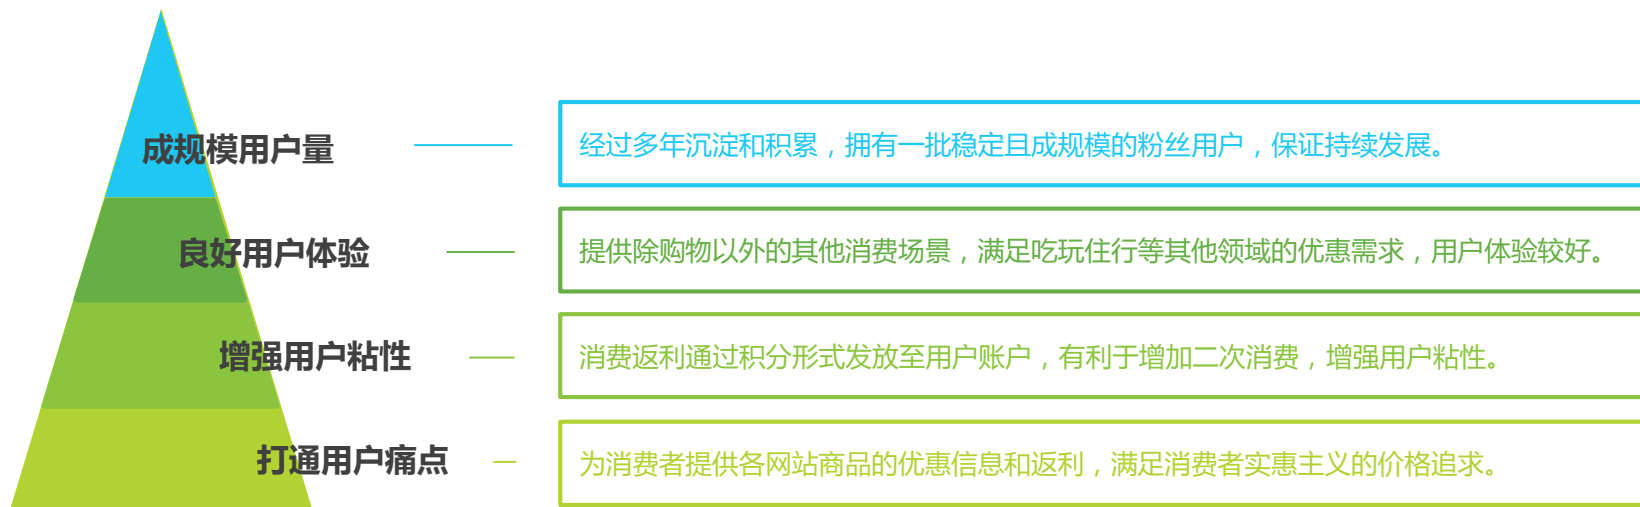 成规模用户量
经过多年沉淀和积累，拥有一批稳定且成规模的粉丝用户，保证持续发展。
良好用户体验
提供除购物以外的其他消费场景，满足吃玩住行等其他领域的优惠需求，用户体验较好。
增强用户粘性
消费返利通过积分形式发放至用户账户，有利于增加二次消费，增强用户粘性。
打通用户痛点
为消费者提供各网站商品的优惠信息和返利，满足消费者实惠主义的价格追求。